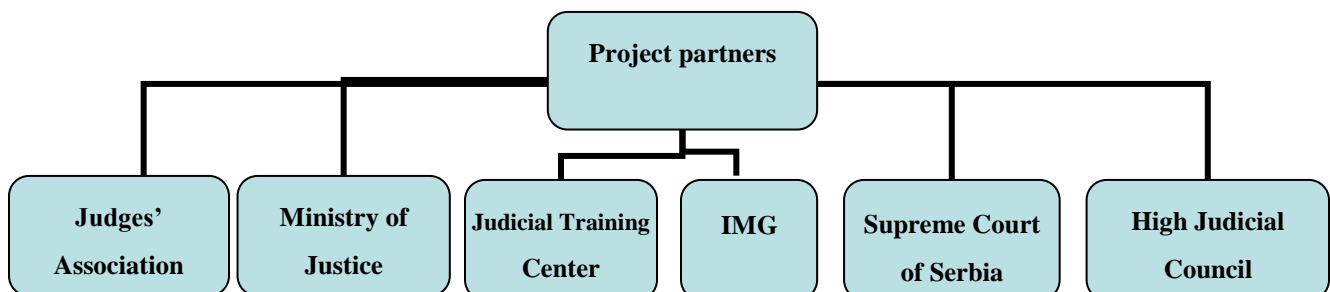 Project partners
Judges’
Association
Ministry of
Justice
Judicial Training
Center
IMG
Supreme Court
of Serbia
High Judicial
Council